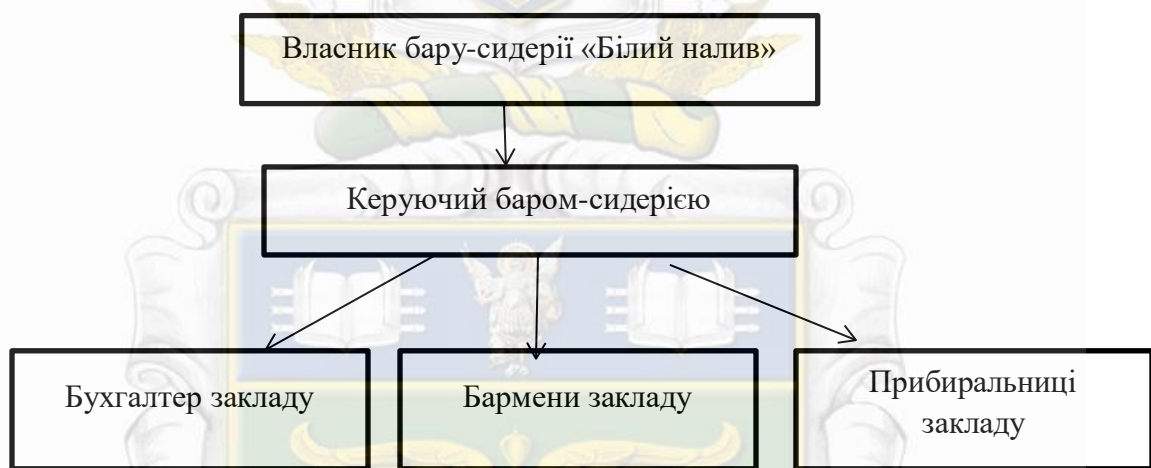 Власник бару-сидерії «Білий налив»
Керуючий баром-сидерією
Бухгалтер закладу
Бармени закладу
Прибиральниці
закладу